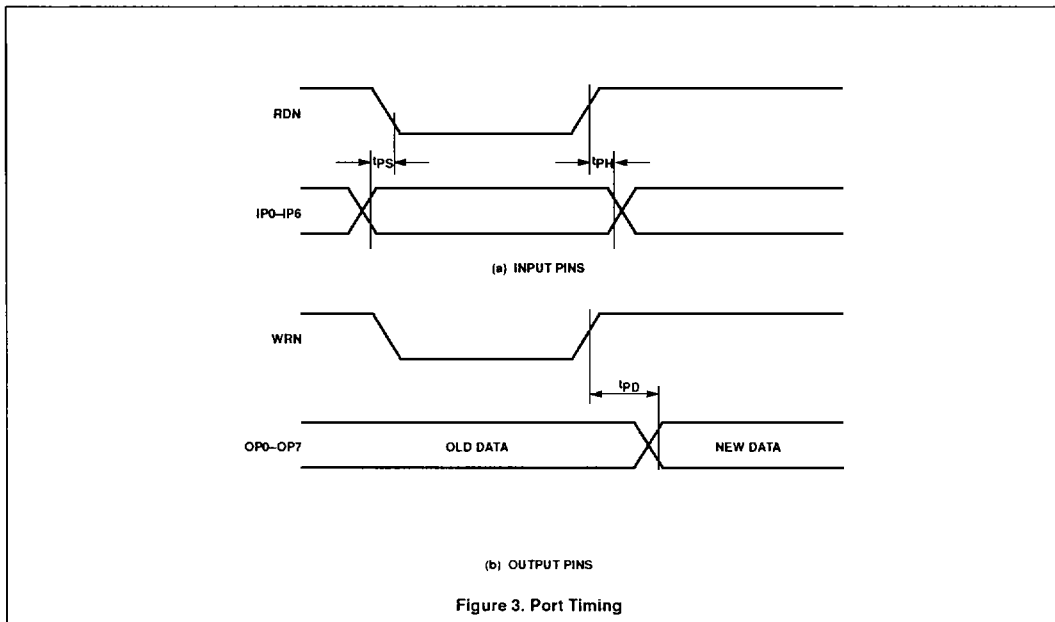 RDN
tPS
tPH
IP0–IP6
(a) INPUT PINS
WRN
tPD
OP0–OP7
OLD DATA
NEW DATA
(b) OUTPUT PINS
Figure 3. Port Timing